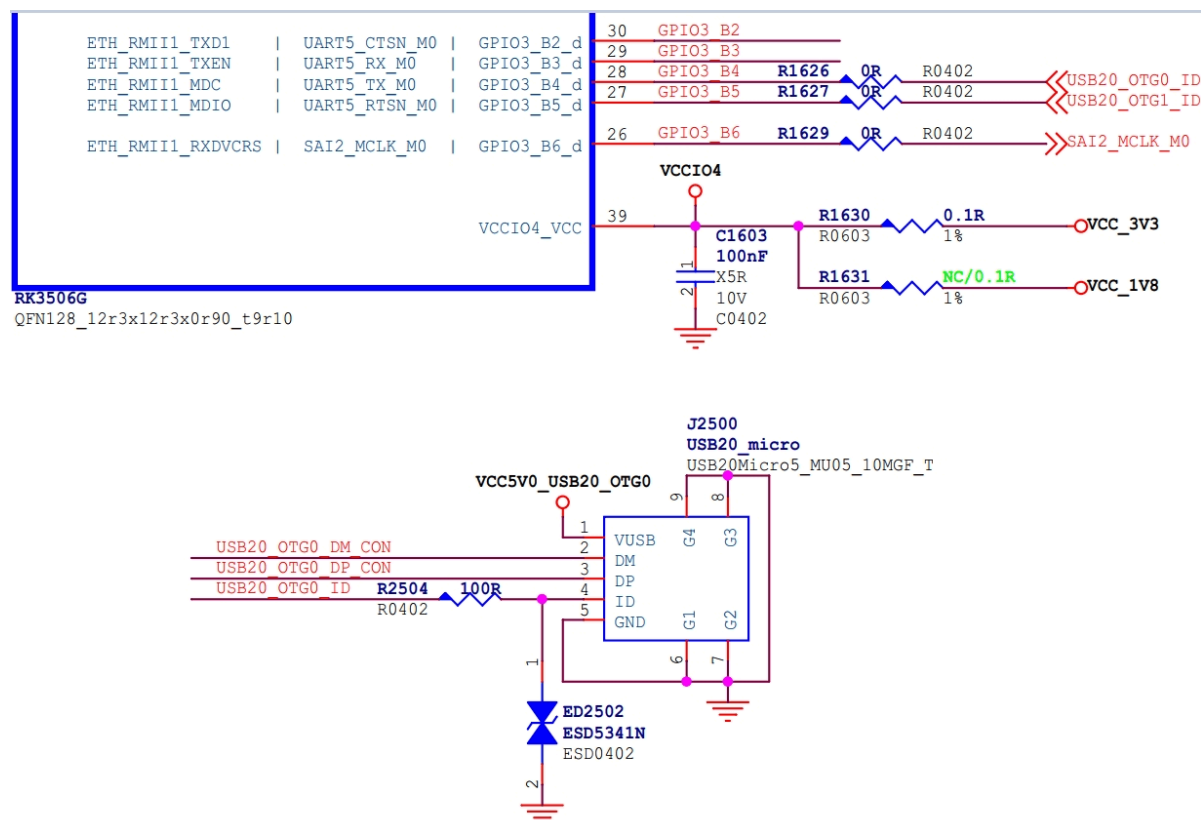 ETH_RMII1_TXD1 | UART5_CTSN_M0 | GPIO3_B2_d 30 GPIO3_B2
ETH_RMII1_TXEN | UART5_RX_M0 | GPIO3_B3_d 29 GPIO3_B3
ETH_RMII1_MDC | UART5_TX_M0 | GPIO3_B4_d 28 GPIO3_B4 R1626 0R R0402 USB20_OTG0_ID
ETH_RMII1_MDIO | UART5_RTSN_M0 | GPIO3_B5_d 27 GPIO3_B5 R1627 0R R0402 USB20_OTG1_ID
ETH_RMII1_RXDVCRS | SAI2_MCLK_M0 | GPIO3_B6_d 26 GPIO3_B6 R1629 0R R0402 SAI2_MCLK_M0
VCCIO4
VCCIO4_VCC 39 R1630 0.1R VCC_3V3
R0603 1%
C1603
100nF
1
X5R
2
10V
C0402
R1631 NC/0.1R VCC_1V8
R0603 1%
RK3506G
QFN128_12r3x12r3x0r90_t9r10
J2500
USB20_micro
USB20Micro5_MU05_10MGF_T
VCC5V0_USB20_OTG0
9 8
G4 G3
1 VUSB
USB20_OTG0_DM_CON 2 DM
USB20_OTG0_DP_CON 3 DP
USB20_OTG0_ID R2504 100R 4 ID
R0402
5 GND
G1 G2
6 7
1
ED2502
ESD5341N
ESD0402
2